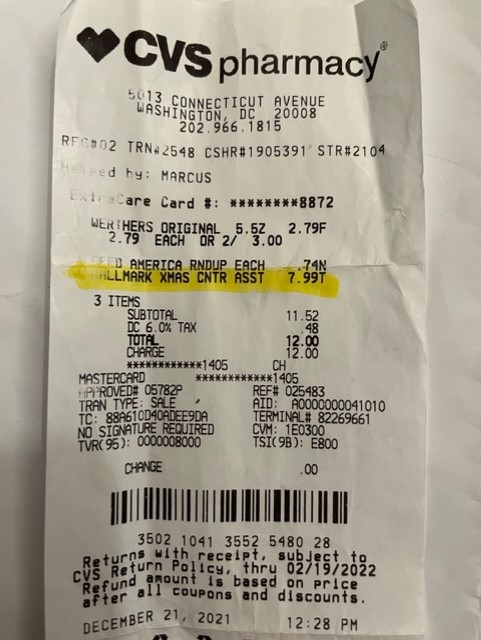 CVS pharmacy®
5013 CONNECTICUT AVENUE
WASHINGTON, DC 20008
202.966.1815
REG#02 TRN#2548 CSHR#1905391 STR#2104
Helped by: MARCUS
ExtraCare Card #: ********8872
WERTHERS ORIGINAL 5.5Z 2.79F
2.79 EACH OR 2/ 3.00
FEED AMERICA RNDUP EACH .74N
HALLMARK XMAS CNTR ASST 7.99T
3 ITEMS
SUBTOTAL 11.52
DC 6.0% TAX .48
TOTAL 12.00
CHARGE 12.00
************1405 CH
MASTERCARD ************1405
APPROVED# 05782P REF# 025483
TRAN TYPE: SALE AID: A0000000041010
TC: 88A610D40ADEE9DA TERMINAL# 82269661
NO SIGNATURE REQUIRED CVM: 1E0300
TVR(95): 0000008000 TSI(9B): E800
CHANGE .00
3502 1041 3552 5480 28
Returns with receipt, subject to
CVS Return Policy, thru 02/19/2022
Refund amount is based on price
after all coupons and discounts.
DECEMBER 21, 2021 12:28 PM